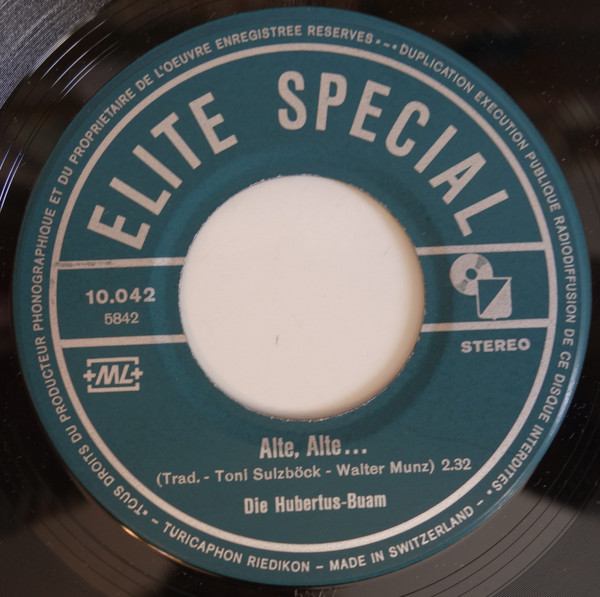 •TOUS DROITS DU PRODUCTEUR PHONOGRAPHIQUE ET DU PROPRIETAIRE DE L'OEUVRE ENREGISTREE RESERVES•–•DUPLICATION EXECUTION PUBLIQUE RADIODIFFUSION DE CE DISQUE INTERDITES•
ELITE SPECIAL
10.042
5842
+ML+
STEREO
Alte, Alte...
(Trad. - Toni Sulzböck - Walter Munz) 2.32
Die Hubertus-Buam
– TURICAPHON RIEDIKON – MADE IN SWITZERLAND –